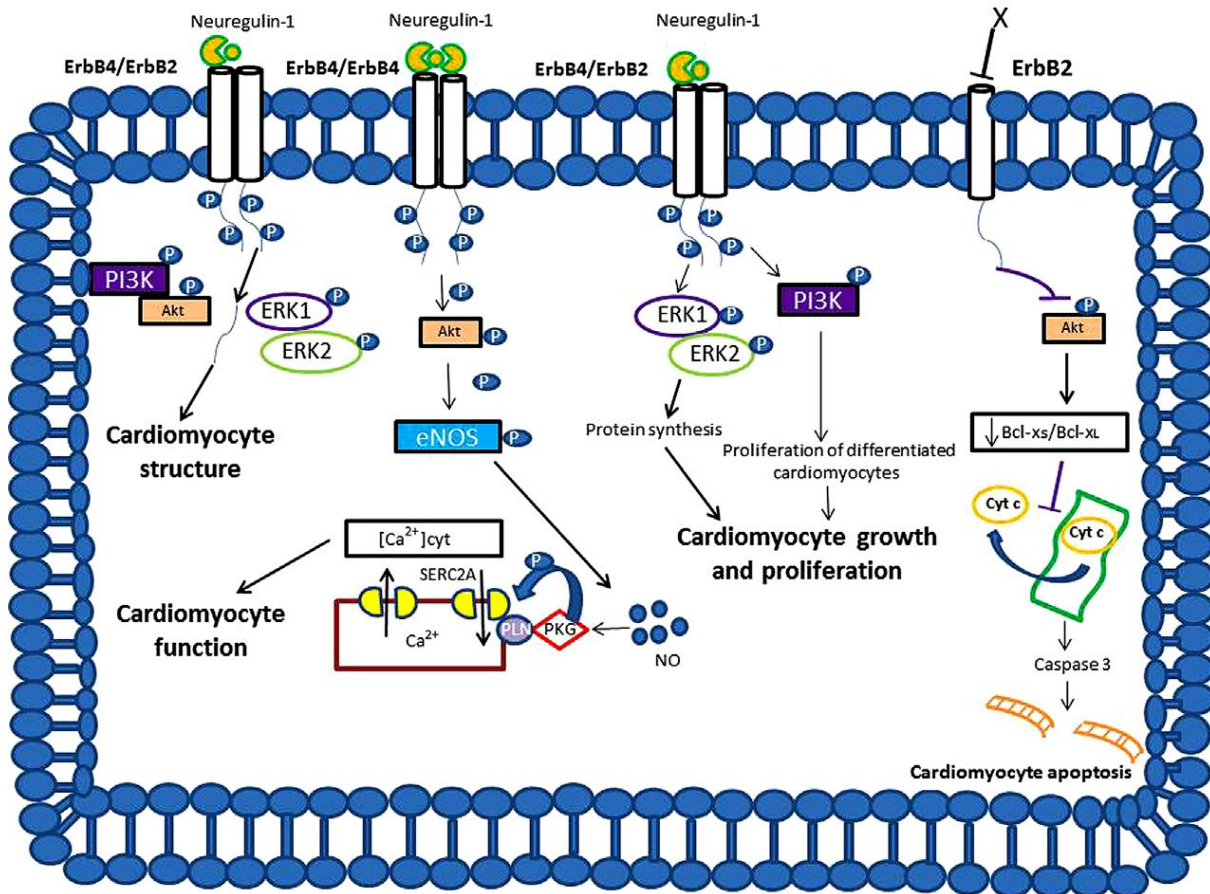 Neuregulin-1
Neuregulin-1
Neuregulin-1
X
ErbB4/ErbB2
ErbB4/ErbB4
ErbB4/ErbB2
ErbB2
P
P
P
P
P
P
P
P
P
P
P
P
P
PI3K
P
Akt
ERK1
P
ERK2
P
P
Akt
P
P
eNOS
P
ERK1
P
ERK2
P
P
PI3K
P
Akt
Cardiomyocyte
structure
Protein synthesis
Proliferation of differentiated
cardiomyocytes
↓ Bcl-xs/Bcl-xL
Cyt c
Cyt c
[Ca2+]cyt
SERC2A
P
Ca2+
PLN
PKG
NO
Cardiomyocyte
function
Cardiomyocyte growth
and proliferation
Caspase 3
Cardiomyocyte apoptosis